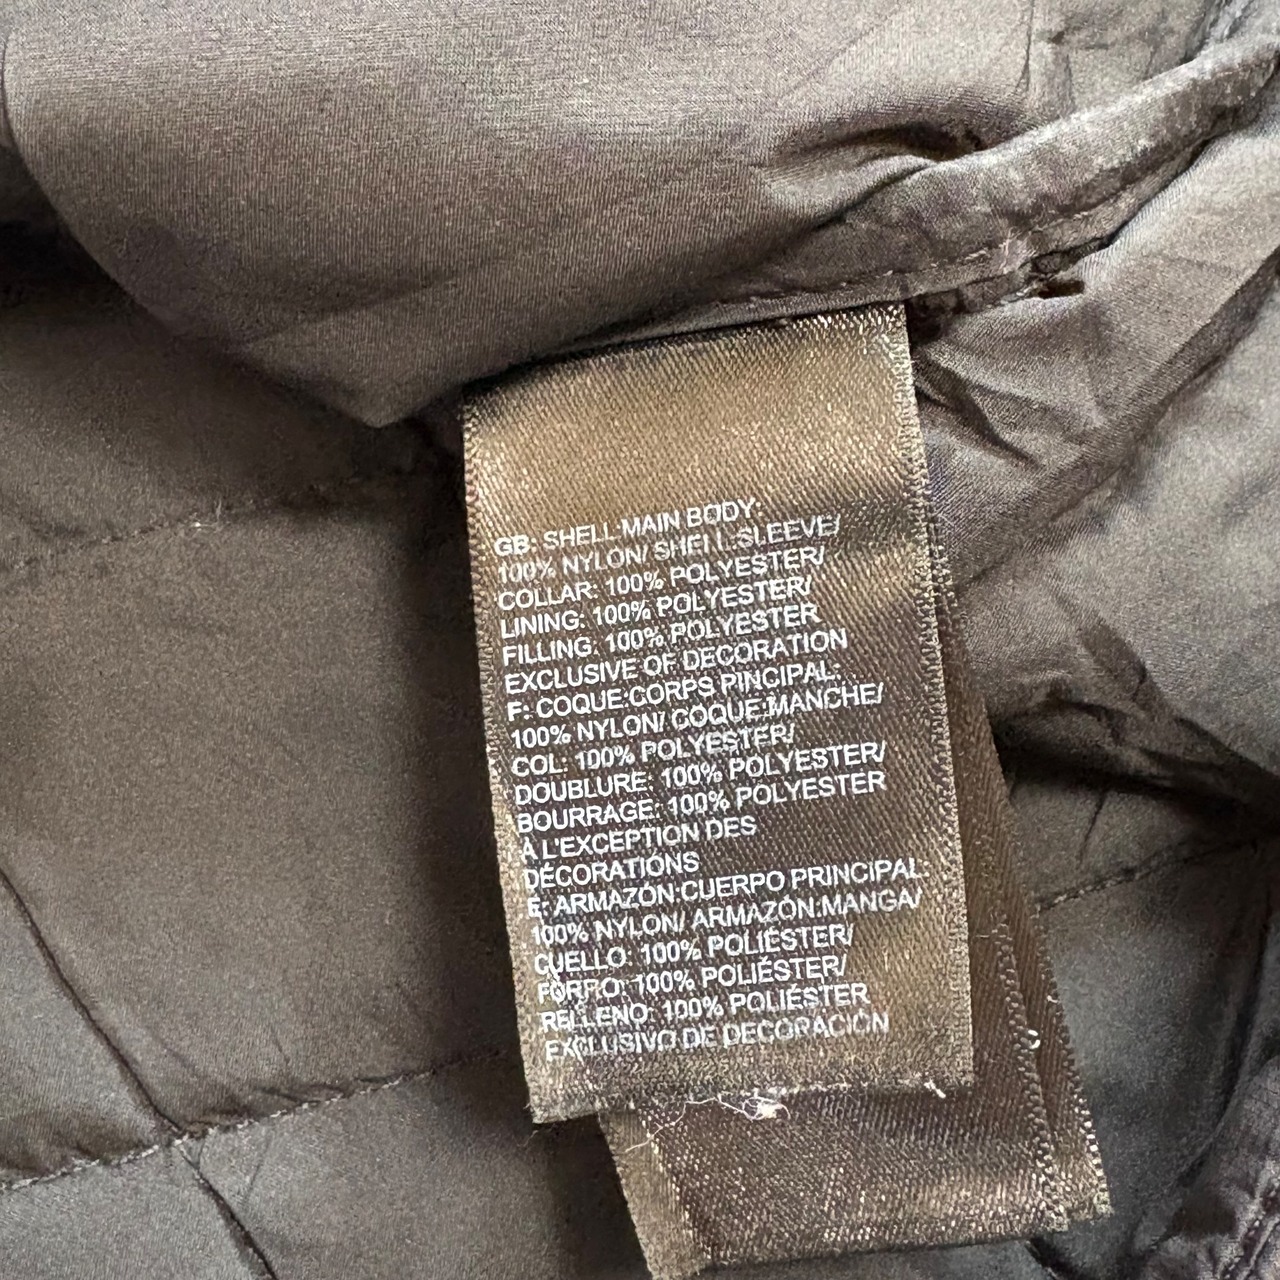 GB: SHELL:MAIN BODY:
100% NYLON/ SHELL:SLEEVE/
COLLAR: 100% POLYESTER/
LINING: 100% POLYESTER/
FILLING: 100% POLYESTER
EXCLUSIVE OF DECORATION
F: COQUE:CORPS PINCIPAL:
100% NYLON/ COQUE:MANCHE/
COL: 100% POLYESTER/
DOUBLURE: 100% POLYESTER/
BOURRAGE: 100% POLYESTER
À L'EXCEPTION DES
DÉCORATIONS
E: ARMAZÓN:CUERPO PRINCIPAL:
100% NYLON/ ARMAZÓN:MANGA/
CUELLO: 100% POLIÉSTER/
FORRO: 100% POLIÉSTER/
RELLENO: 100% POLIÉSTER
EXCLUSIVO DE DECORACIÓN